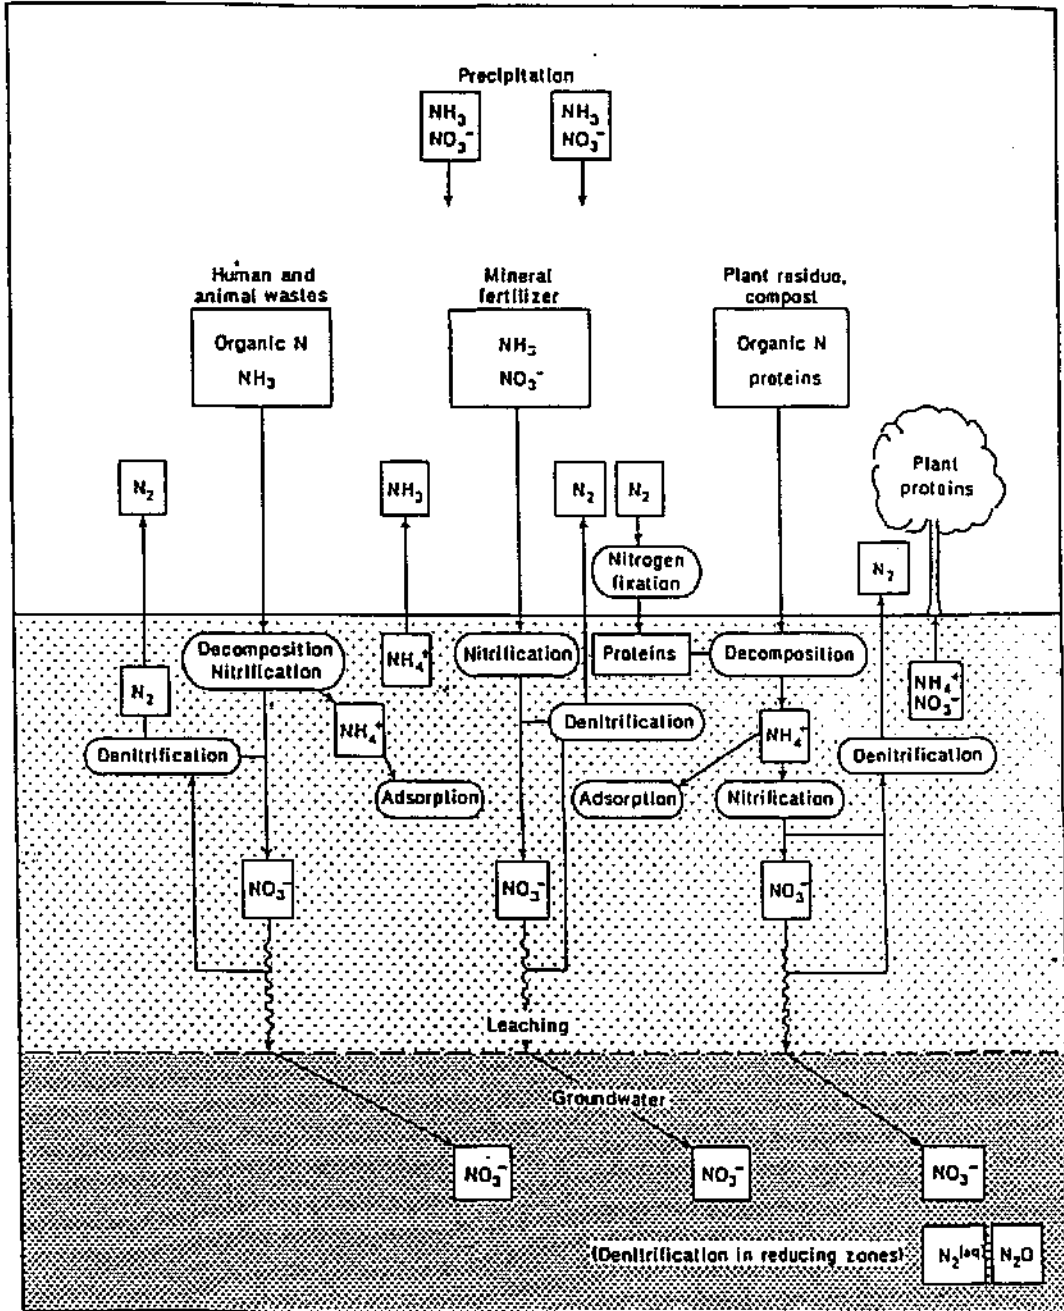 Precipitation
NH₃ NH₃
NO₃⁻ NO₃⁻
Human and
animal wastes
Organic N
NH₃
Mineral
fertilizer
NH₃
NO₃⁻
Plant residue,
compost
Organic N
proteins
Plant
proteins
N₂
NH₃
N₂
N₂
Nitrogen
fixation
N₂
Decomposition
Nitrification
NH₄⁺
Nitrification
Proteins
Decomposition
NH₄⁺
NO₃⁻
N₂
NH₄⁺
Denitrification
NH₄⁺
Denitrification
Denitrification
Adsorption
Adsorption
Nitrification
NO₃⁻
NO₃⁻
NO₃⁻
Leaching
Groundwater
NO₃⁻
NO₃⁻
NO₃⁻
(Denitrification in reducing zones)
N₂(aq)
N₂O